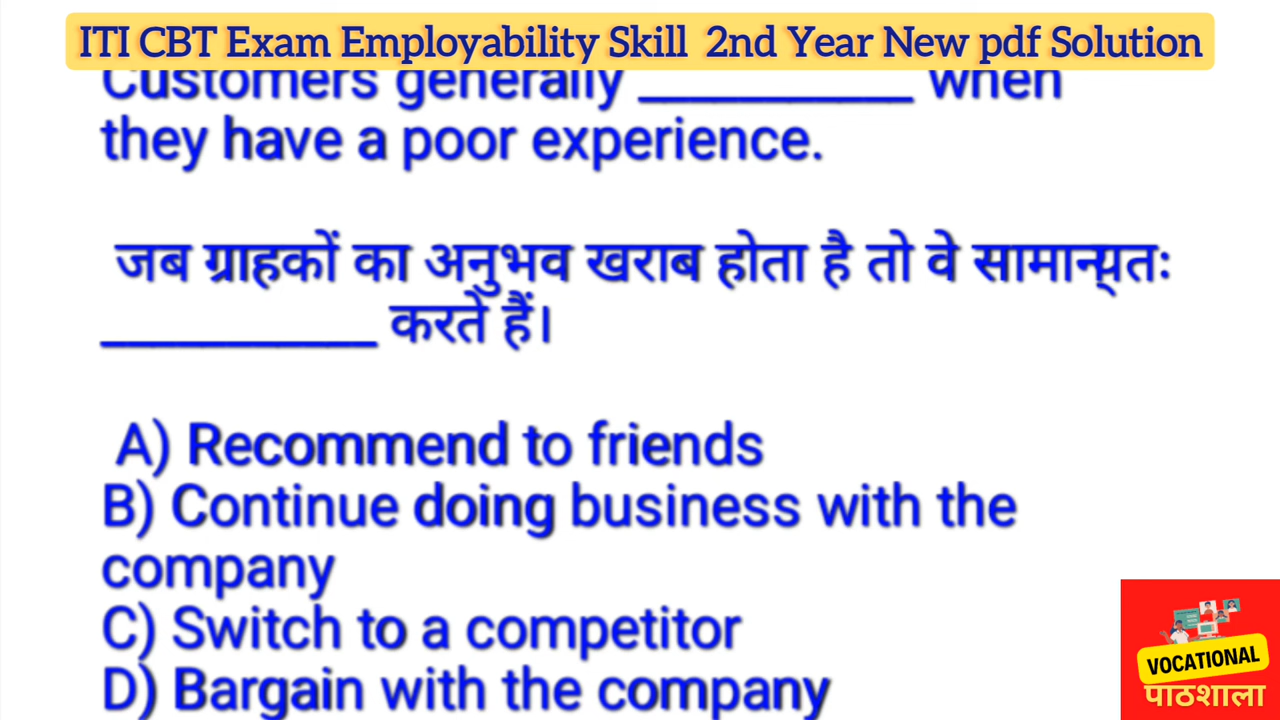 ITI CBT Exam Employability Skill 2nd Year New pdf Solution
Customers generally ___________ when
they have a poor experience.
जब ग्राहकों का अनुभव खराब होता है तो वे सामान्यतः
___________ करते हैं।
A) Recommend to friends
B) Continue doing business with the
company
C) Switch to a competitor
D) Bargain with the company
VOCATIONAL
पाठशाला